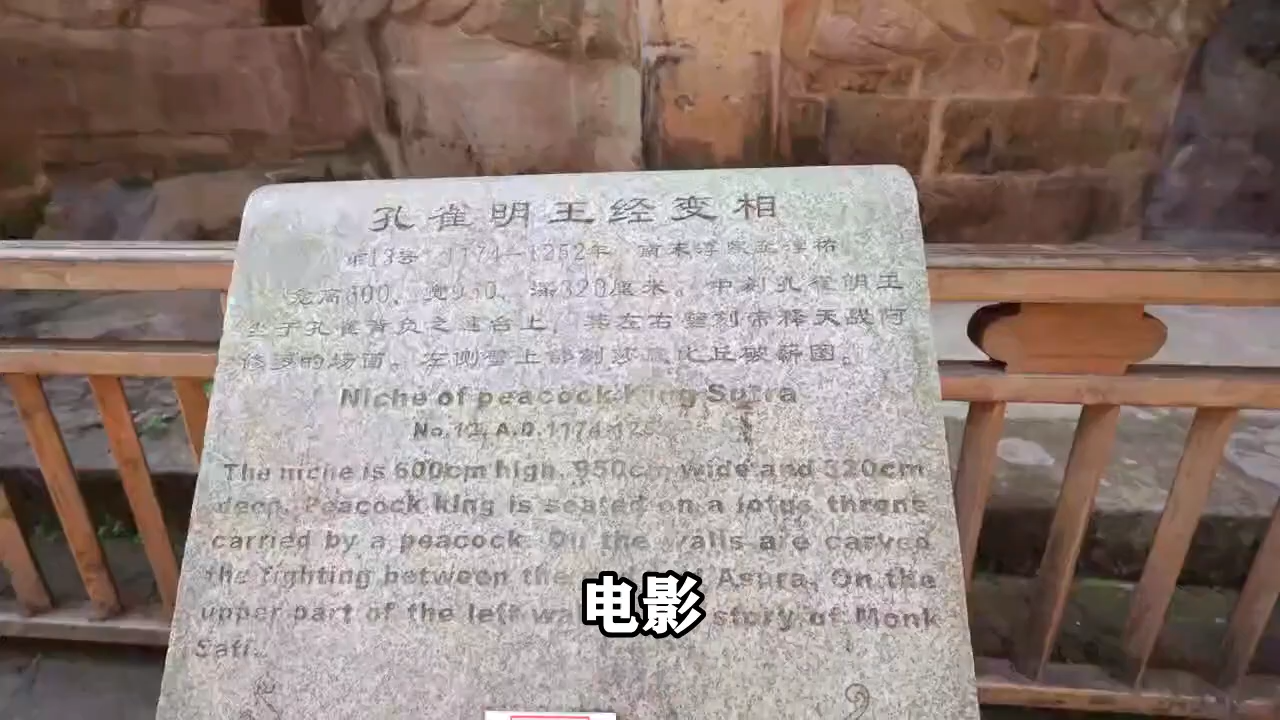 孔雀明王经变相
第13号 1174—1252年 南宋淳熙至淳祐
龛高600、宽950、深320厘米。中刻孔雀明王
坐于孔雀背负之莲台上，其左右壁刻帝释天战阿
修罗的场面。左侧壁上部刻莎底比丘破薪图。
Niche of peacock king Sutra
No.13, A.D.1174-125
The niche is 600cm high, 950cm wide and 320cm
deep. Peacock king is seated on a lotus throne
carried by a peacock. On the walls are carved
the fighting between the Asura. On the
upper part of the left story of Monk
电影